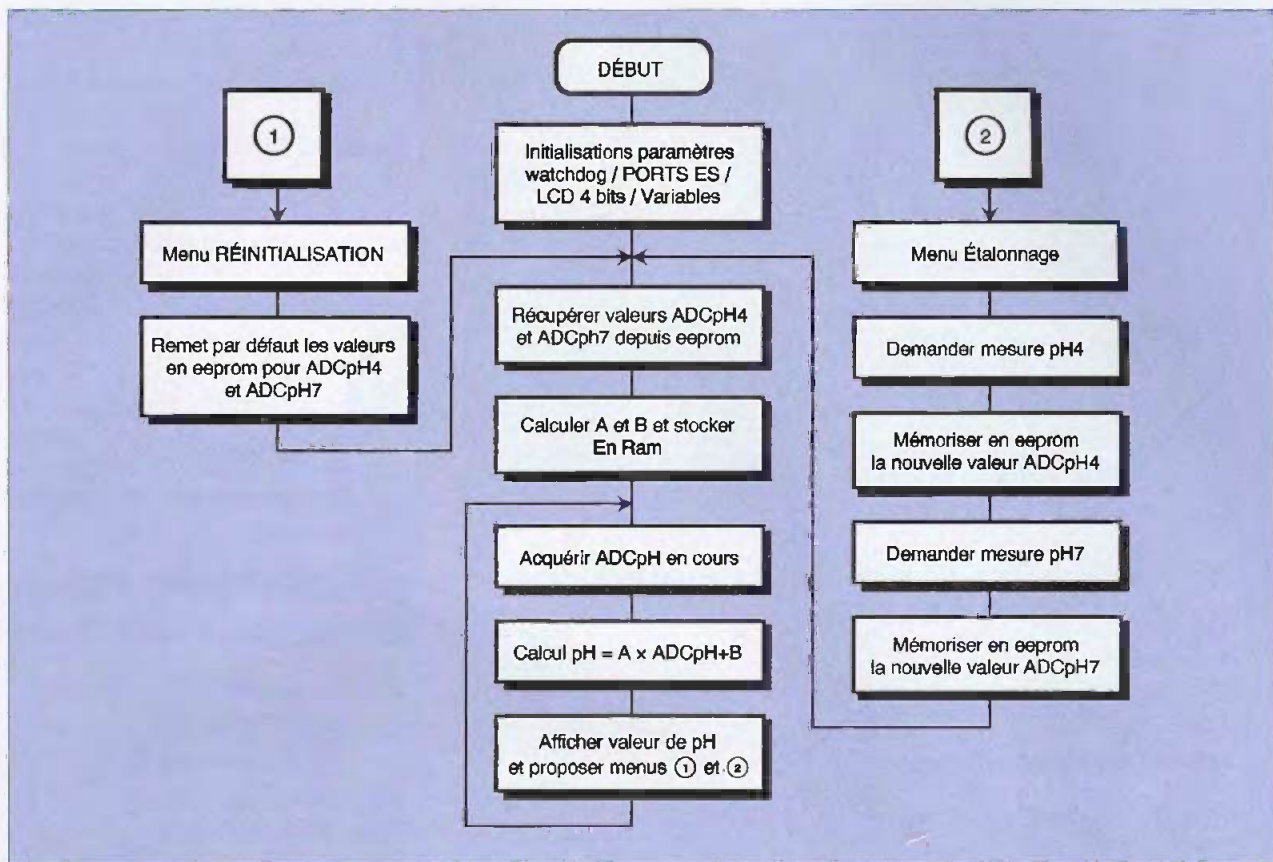 DÉBUT
1
Initialisations paramètres
watchdog / PORTS ES /
LCD 4 bits / Variables
2
Menu RÉINITIALISATION
Menu Étalonnage
Récupérer valeurs ADCpH4
et ADCph7 depuis eeprom
Remet par défaut les valeurs
en eeprom pour ADCpH4
et ADCpH7
Demander mesure pH4
Calculer A et B et stocker
En Ram
Mémoriser en eeprom
la nouvelle valeur ADCpH4
Acquérir ADCpH en cours
Demander mesure pH7
Calcul pH = A × ADCpH+B
Mémoriser en eeprom
la nouvelle valeur ADCpH7
Afficher valeur de pH
et proposer menus 1 et 2